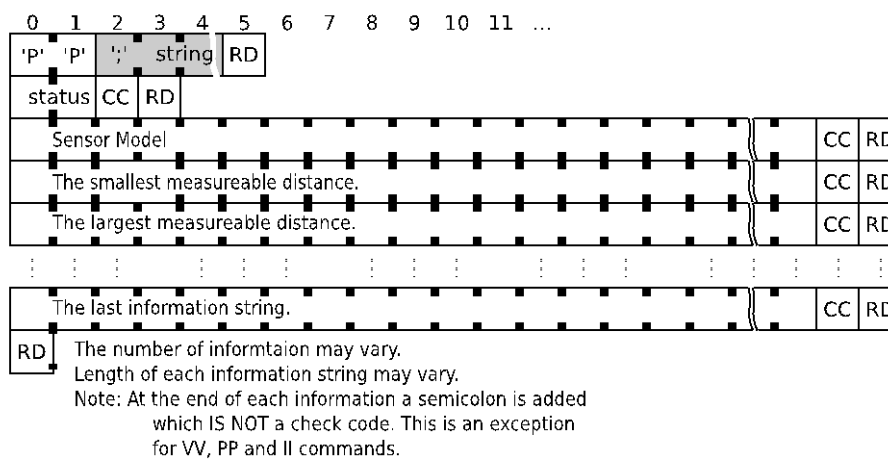 0 1 2 3 4 5 6 7 8 9 10 11 ...
'P' 'P' ';' string RD
status CC RD
Sensor Model CC RD
The smallest measureable distance. CC RD
The largest measureable distance. CC RD
The last information string. CC RD
RD The number of informtaion may vary.
Length of each information string may vary.
Note: At the end of each information a semicolon is added
which IS NOT a check code. This is an exception
for VV, PP and II commands.